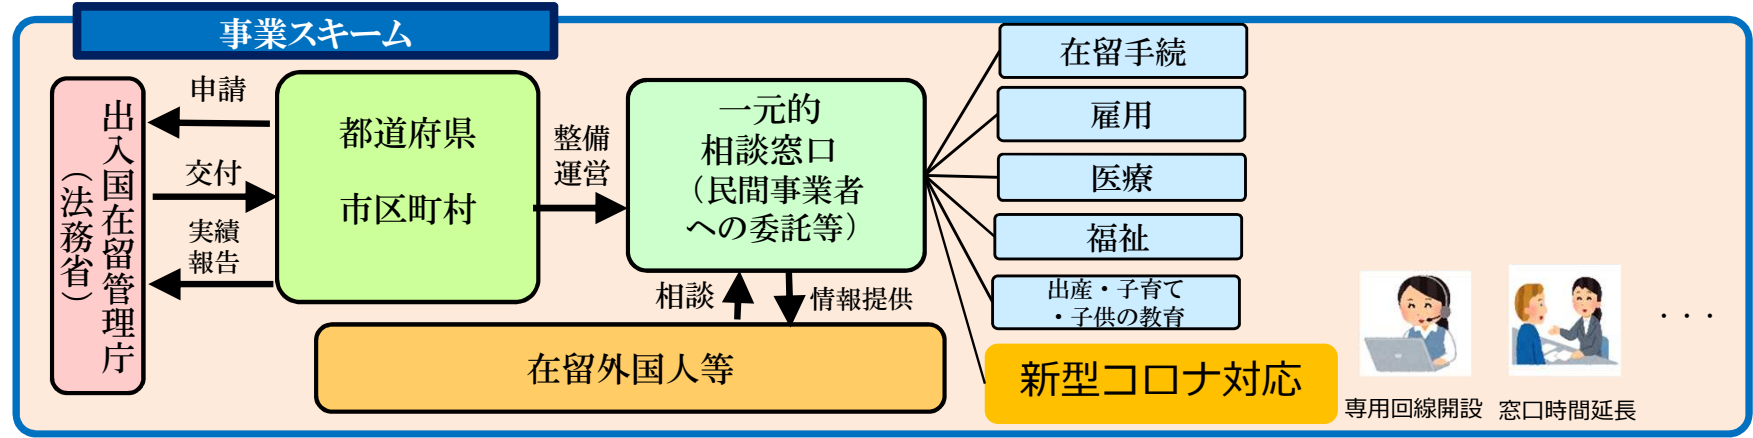 事業スキーム
出入国在留管理庁
（法務省）
申請
交付
実績
報告
都道府県
市区町村
整備
運営
一元的
相談窓口
（民間事業者
への委託等）
相談
情報提供
在留外国人等
在留手続
雇用
医療
福祉
出産・子育て
・子供の教育
新型コロナ対応
専用回線開設
窓口時間延長
・・・